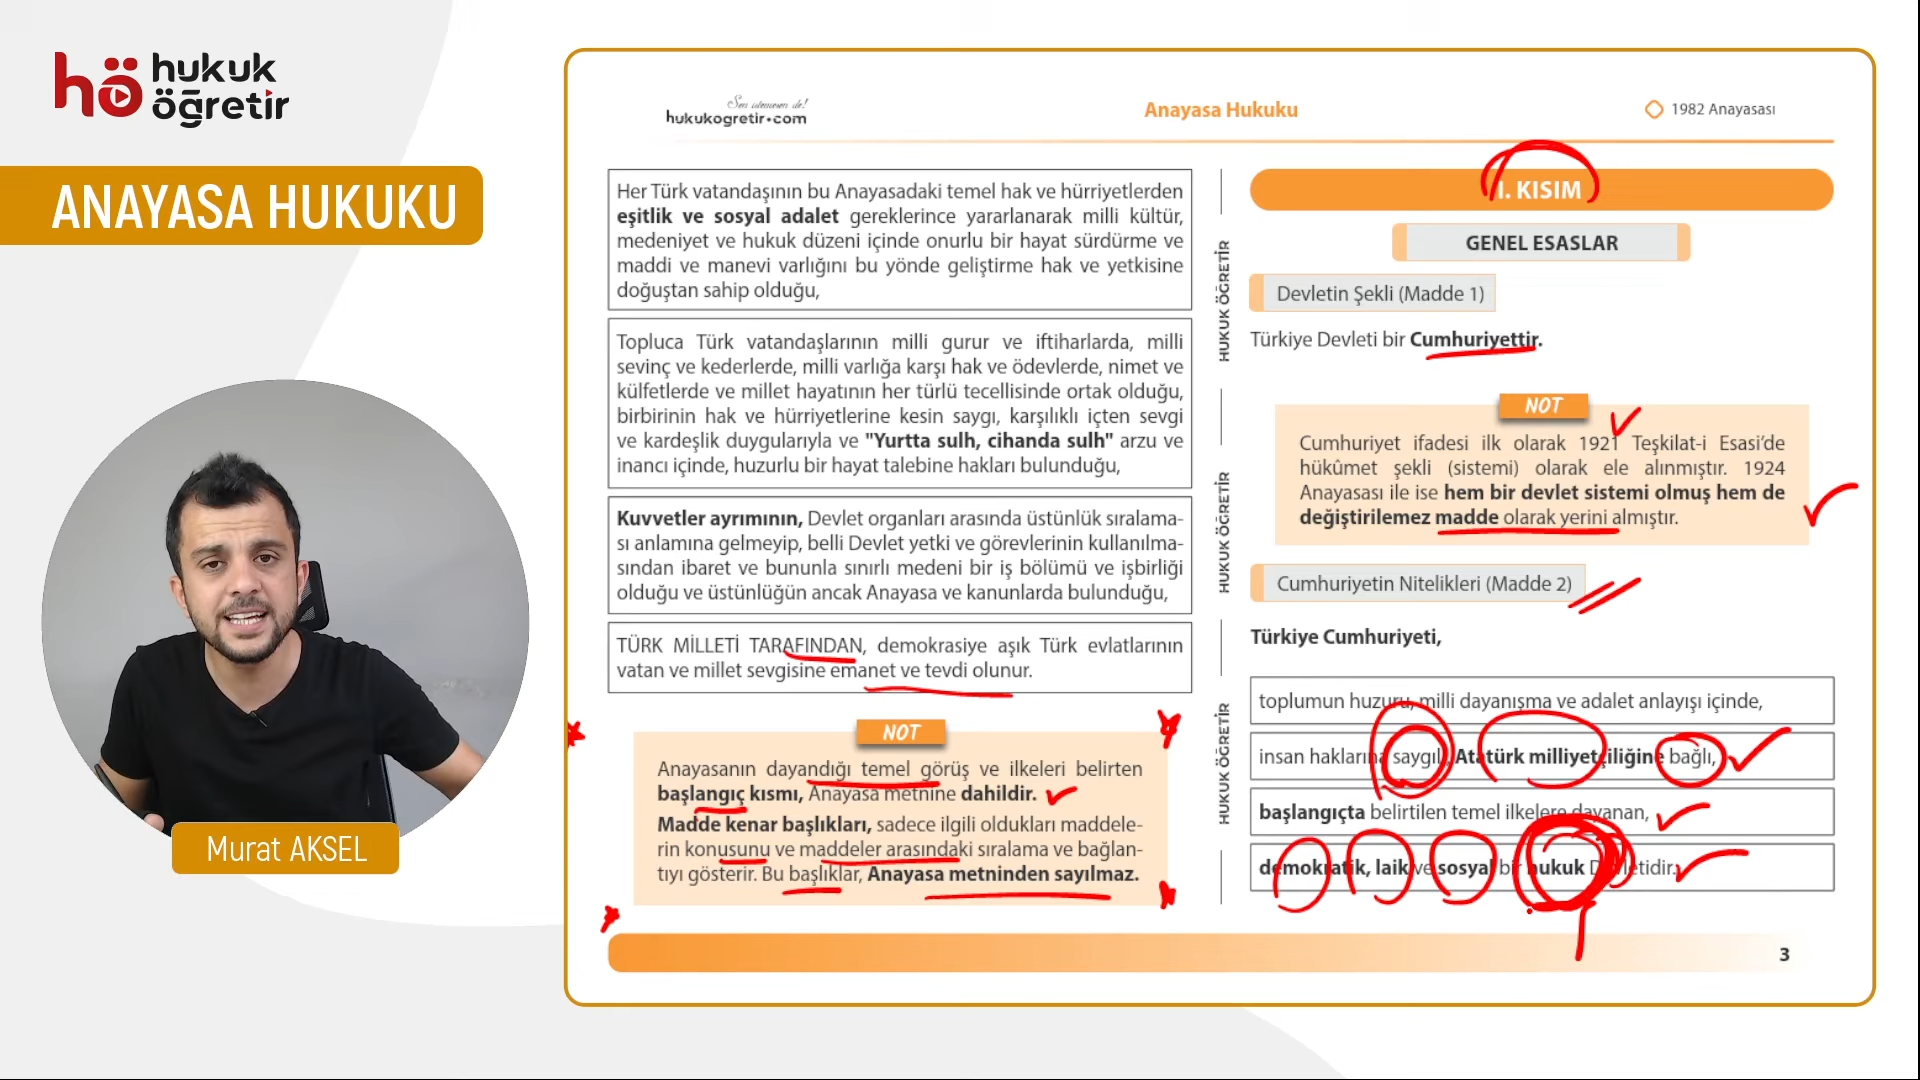 hukuk
öğretir
ANAYASA HUKUKU
Murat AKSEL
Sen istemesen de!
hukukogretir•com
Anayasa Hukuku
1982 Anayasası
Her Türk vatandaşının bu Anayasadaki temel hak ve hürriyetlerden
eşitlik ve sosyal adalet gereklerince yararlanarak milli kültür,
medeniyet ve hukuk düzeni içinde onurlu bir hayat sürdürme ve
maddi ve manevi varlığını bu yönde geliştirme hak ve yetkisine
doğuştan sahip olduğu,
Topluca Türk vatandaşlarının milli gurur ve iftiharlarda, milli
sevinç ve kederlerde, milli varlığa karşı hak ve ödevlerde, nimet ve
külfetlerde ve millet hayatının her türlü tecellisinde ortak olduğu,
birbirinin hak ve hürriyetlerine kesin saygı, karşılıklı içten sevgi
ve kardeşlik duygularıyla ve "Yurtta sulh, cihanda sulh" arzu ve
inancı içinde, huzurlu bir hayat talebine hakları bulunduğu,
Kuvvetler ayrımının, Devlet organları arasında üstünlük sıralama-
sı anlamına gelmeyip, belli Devlet yetki ve görevlerinin kullanılma-
sından ibaret ve bununla sınırlı medeni bir iş bölümü ve işbirliği
olduğu ve üstünlüğün ancak Anayasa ve kanunlarda bulunduğu,
TÜRK MİLLETİ TARAFINDAN, demokrasiye aşık Türk evlatlarının
vatan ve millet sevgisine emanet ve tevdi olunur.
NOT
Anayasanın dayandığı temel görüş ve ilkeleri belirten
başlangıç kısmı, Anayasa metnine dahildir.
Madde kenar başlıkları, sadece ilgili oldukları maddele-
rin konusunu ve maddeler arasındaki sıralama ve bağlan-
tıyı gösterir. Bu başlıklar, Anayasa metninden sayılmaz.
HUKUK ÖĞRETİR
HUKUK ÖĞRETİR
HUKUK ÖĞRETİR
I. KISIM
GENEL ESASLAR
Devletin Şekli (Madde 1)
Türkiye Devleti bir Cumhuriyettir.
NOT
Cumhuriyet ifadesi ilk olarak 1921 Teşkilat-i Esasi’de
hükûmet şekli (sistemi) olarak ele alınmıştır. 1924
Anayasası ile ise hem bir devlet sistemi olmuş hem de
değiştirilemez madde olarak yerini almıştır.
Cumhuriyetin Nitelikleri (Madde 2)
Türkiye Cumhuriyeti,
toplumun huzuru, milli dayanışma ve adalet anlayışı içinde,
insan haklarına saygılı, Atatürk milliyetçiliğine bağlı,
başlangıçta belirtilen temel ilkelere dayanan,
demokratik, laik ve sosyal bir hukuk Devletidir.
3